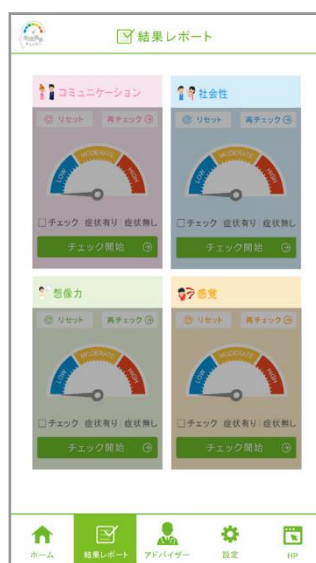 結果レポート
コミュニケーション
社会性
リセット 再チェック
リセット 再チェック
LOW MODERATE HIGH
LOW MODERATE HIGH
チェック 症状有り 症状無し
チェック 症状有り 症状無し
チェック開始
チェック開始
想像力
感覚
リセット 再チェック
リセット 再チェック
LOW MODERATE HIGH
LOW MODERATE HIGH
チェック 症状有り 症状無し
チェック 症状有り 症状無し
チェック開始
チェック開始
ホーム 結果レポート アドバイザー 設定 HP